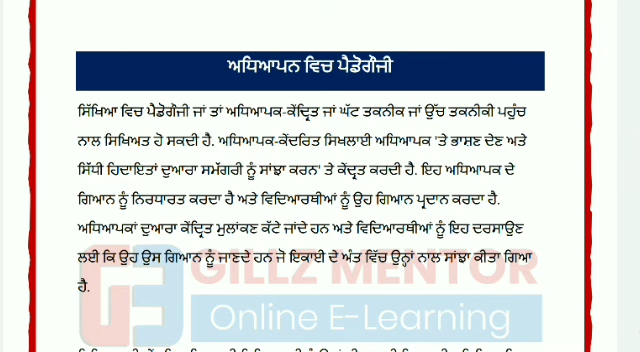 ਅਧਿਆਪਨ ਵਿਚ ਪੈਡੋਗੌਜੀ
ਸਿੱਖਿਆ ਵਿਚ ਪੈਡੋਗੌਜੀ ਜਾਂ ਤਾਂ ਅਧਿਆਪਕ-ਕੇਂਦ੍ਰਿਤ ਜਾਂ ਘੱਟ ਤਕਨੀਕ ਜਾਂ ਉੱਚ ਤਕਨੀਕੀ ਪਹੁੰਚ
ਨਾਲ ਸਿਖਿਅਤ ਹੋ ਸਕਦੀ ਹੈ. ਅਧਿਆਪਕ-ਕੇਂਦਰਿਤ ਸਿਖਲਾਈ ਅਧਿਆਪਕ 'ਤੇ ਭਾਸ਼ਣ ਦੇਣ ਅਤੇ
ਸਿੱਧੀ ਹਿਦਾਇਤਾਂ ਦੁਆਰਾ ਸਮੱਗਰੀ ਨੂੰ ਸਾਂਝਾ ਕਰਨ' ਤੇ ਕੇਂਦ੍ਰਤ ਕਰਦੀ ਹੈ. ਇਹ ਅਧਿਆਪਕ ਦੇ
ਗਿਆਨ ਨੂੰ ਨਿਰਧਾਰਤ ਕਰਦਾ ਹੈ ਅਤੇ ਵਿਦਿਆਰਥੀਆਂ ਨੂੰ ਉਹ ਗਿਆਨ ਪ੍ਰਦਾਨ ਕਰਦਾ ਹੈ.
ਅਧਿਆਪਕਾਂ ਦੁਆਰਾ ਕੇਂਦ੍ਰਿਤ ਮੁਲਾਂਕਣ ਕੱਟੇ ਜਾਂਦੇ ਹਨ ਅਤੇ ਵਿਦਿਆਰਥੀਆਂ ਨੂੰ ਇਹ ਦਰਸਾਉਣ
ਲਈ ਕਿ ਉਹ ਉਸ ਗਿਆਨ ਨੂੰ ਜਾਣਦੇ ਹਨ ਜੋ ਇਕਾਈ ਦੇ ਅੰਤ ਵਿੱਚ ਉਨ੍ਹਾਂ ਨਾਲ ਸਾਂਝਾ ਕੀਤਾ ਗਿਆ
ਹੈ.
GILLZ MENTOR
Online E-Learning